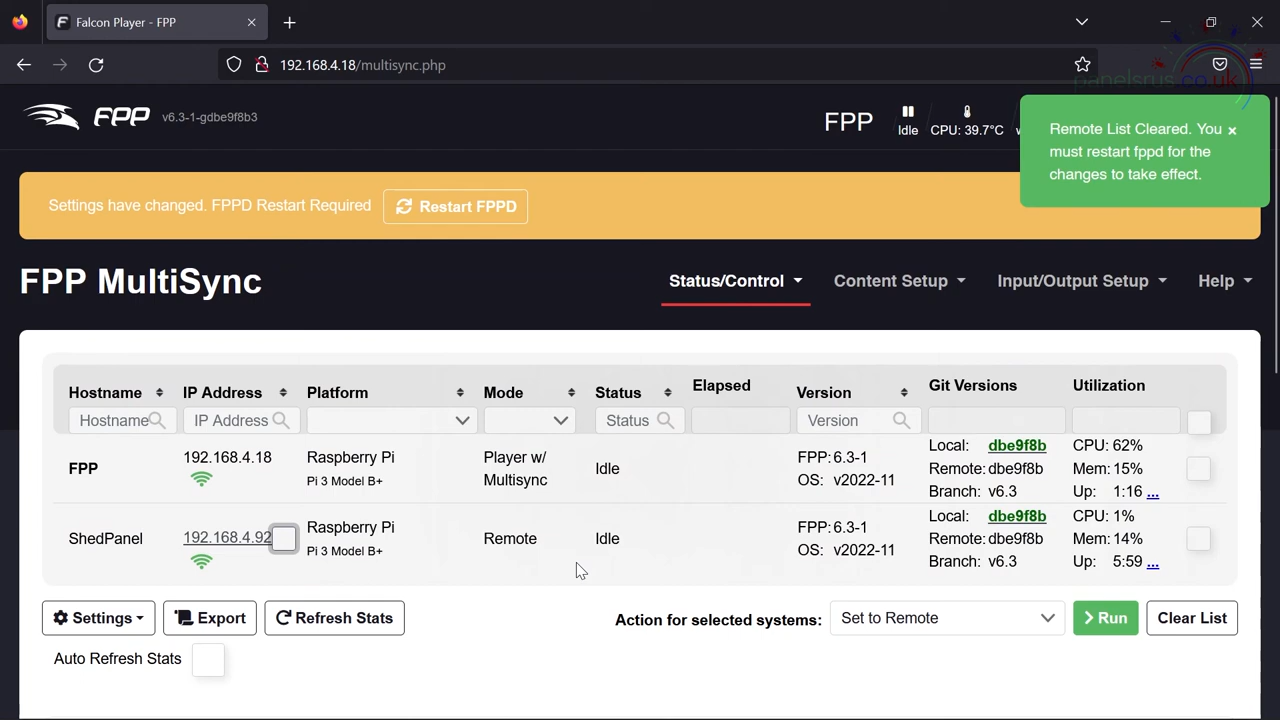 Falcon Player - FPP
192.168.4.18/multisync.php
panelsrus.co.uk
FPP v6.3-1-gdbe9f8b3
FPP
Idle
CPU: 39.7°C
Remote List Cleared. You
must restart fppd for the
changes to take effect.
Settings have changed. FPPD Restart Required
Restart FPPD
FPP MultiSync
Status/Control
Content Setup
Input/Output Setup
Help
Hostname IP Address Platform Mode Status Elapsed Version Git Versions Utilization
Hostname IP Address Status Version
FPP 192.168.4.18 Raspberry Pi
Pi 3 Model B+
Player w/
Multisync
Idle
FPP: 6.3-1
OS: v2022-11
Local: dbe9f8b
Remote: dbe9f8b
Branch: v6.3
CPU: 62%
Mem: 15%
Up: 1:16 ...
ShedPanel 192.168.4.92 Raspberry Pi
Pi 3 Model B+
Remote
Idle
FPP: 6.3-1
OS: v2022-11
Local: dbe9f8b
Remote: dbe9f8b
Branch: v6.3
CPU: 1%
Mem: 14%
Up: 5:59 ...
Settings Export Refresh Stats Action for selected systems: Set to Remote Run Clear List
Auto Refresh Stats